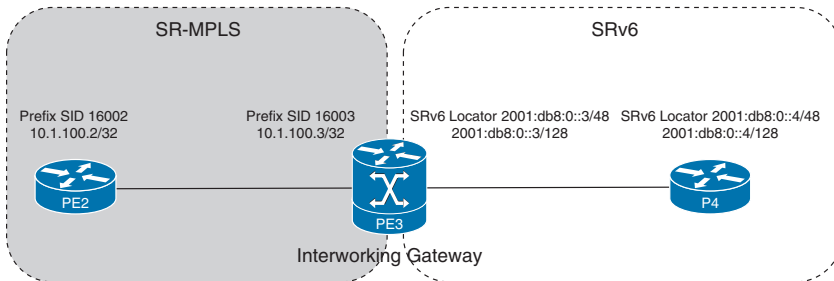 SR-MPLS
SRv6
Prefix SID 16002
10.1.100.2/32
Prefix SID 16003
10.1.100.3/32
SRv6 Locator 2001:db8:0::3/48
2001:db8:0::3/128
SRv6 Locator 2001:db8:0::4/48
2001:db8:0::4/128
PE2
PE3
P4
Interworking Gateway